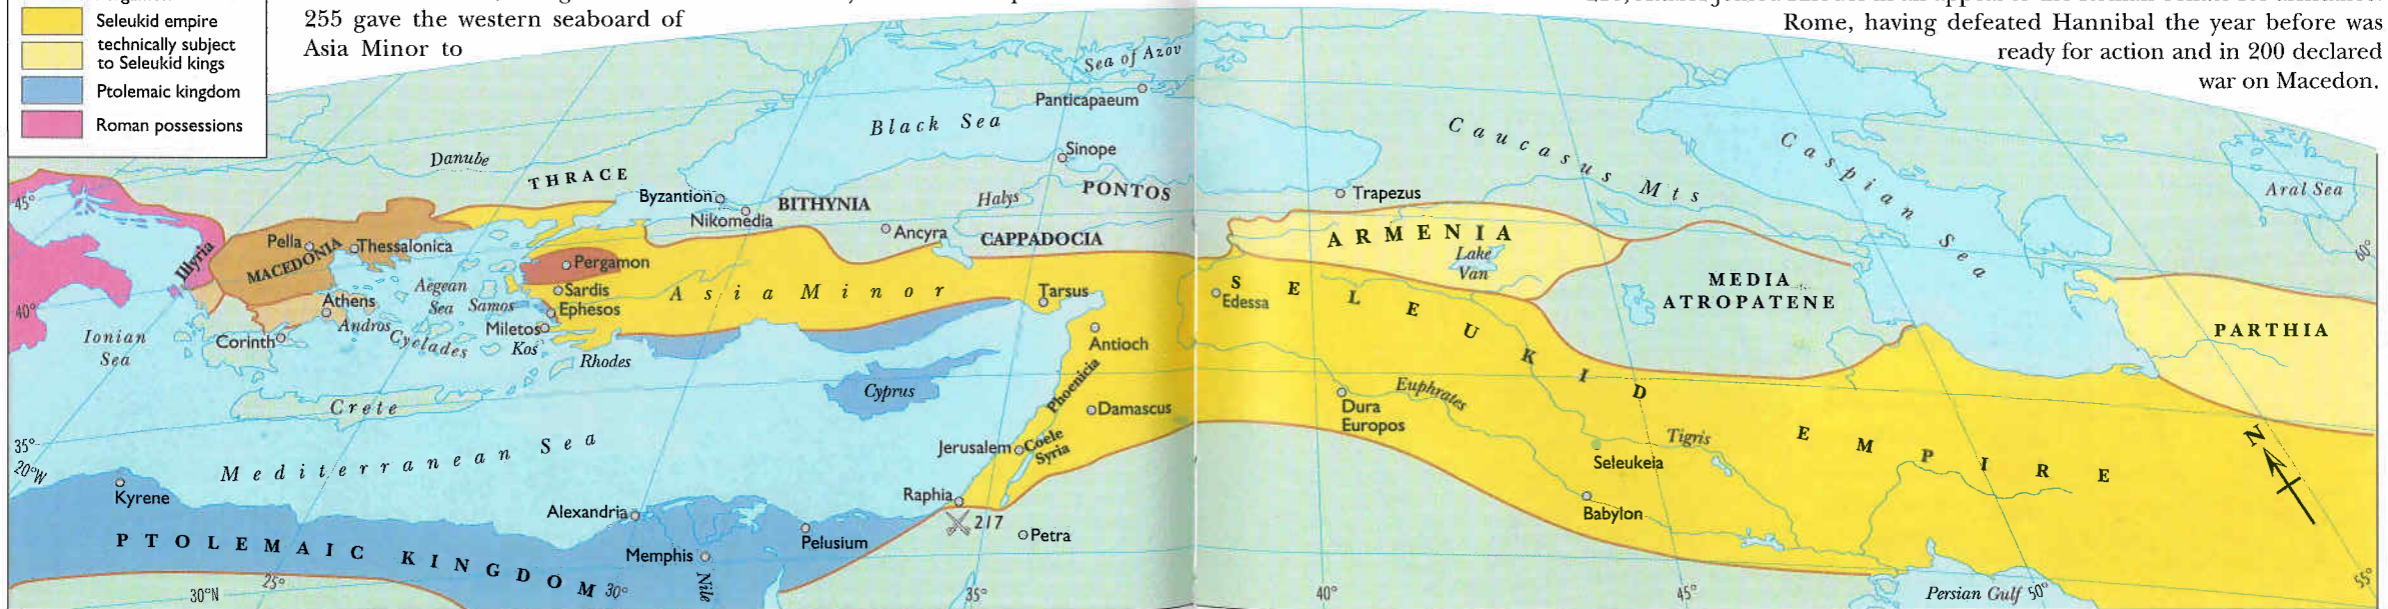 Seleukid empire
technically subject
to Seleukid kings
Ptolemaic kingdom
Roman possessions
255 gave the western seaboard of
Asia Minor to
Rome, having defeated Hannibal the year before was
ready for action and in 200 declared
war on Macedon.
Sea of Azov
Panticapaeum
Black Sea
Sinope
Caucasus Mts
Caspian Sea
Aral Sea
Danube
THRACE
Byzantion
Nikomedia
BITHYNIA
Halys
PONTOS
Trapezus
45°
Ancyra
CAPPADOCIA
ARMENIA
Lake
Van
60°
Illyria
Pella
MACEDONIA
Thessalonica
Pergamon
Sardis
Ephesos
Asia Minor
Tarsus
Edessa
SELEUKID EMPIRE
MEDIA
ATROPATENE
PARTHIA
40°
Ionian
Sea
Athens
Andros
Corinth
Cyclades
Aegean
Sea
Samos
Miletos
Kos
Rhodes
Antioch
Phoenicia
Cyprus
Crete
Damascus
Dura
Europos
Euphrates
Tigris
Seleukeia
Babylon
N
35°
20°W
Mediterranean Sea
Jerusalem
Coele
Syria
Raphia
217
Petra
Kyrene
Alexandria
Pelusium
Memphis
Nile
PTOLEMAIC KINGDOM
25°
30°N
30°
35°
40°
45°
Persian Gulf
50°
55°